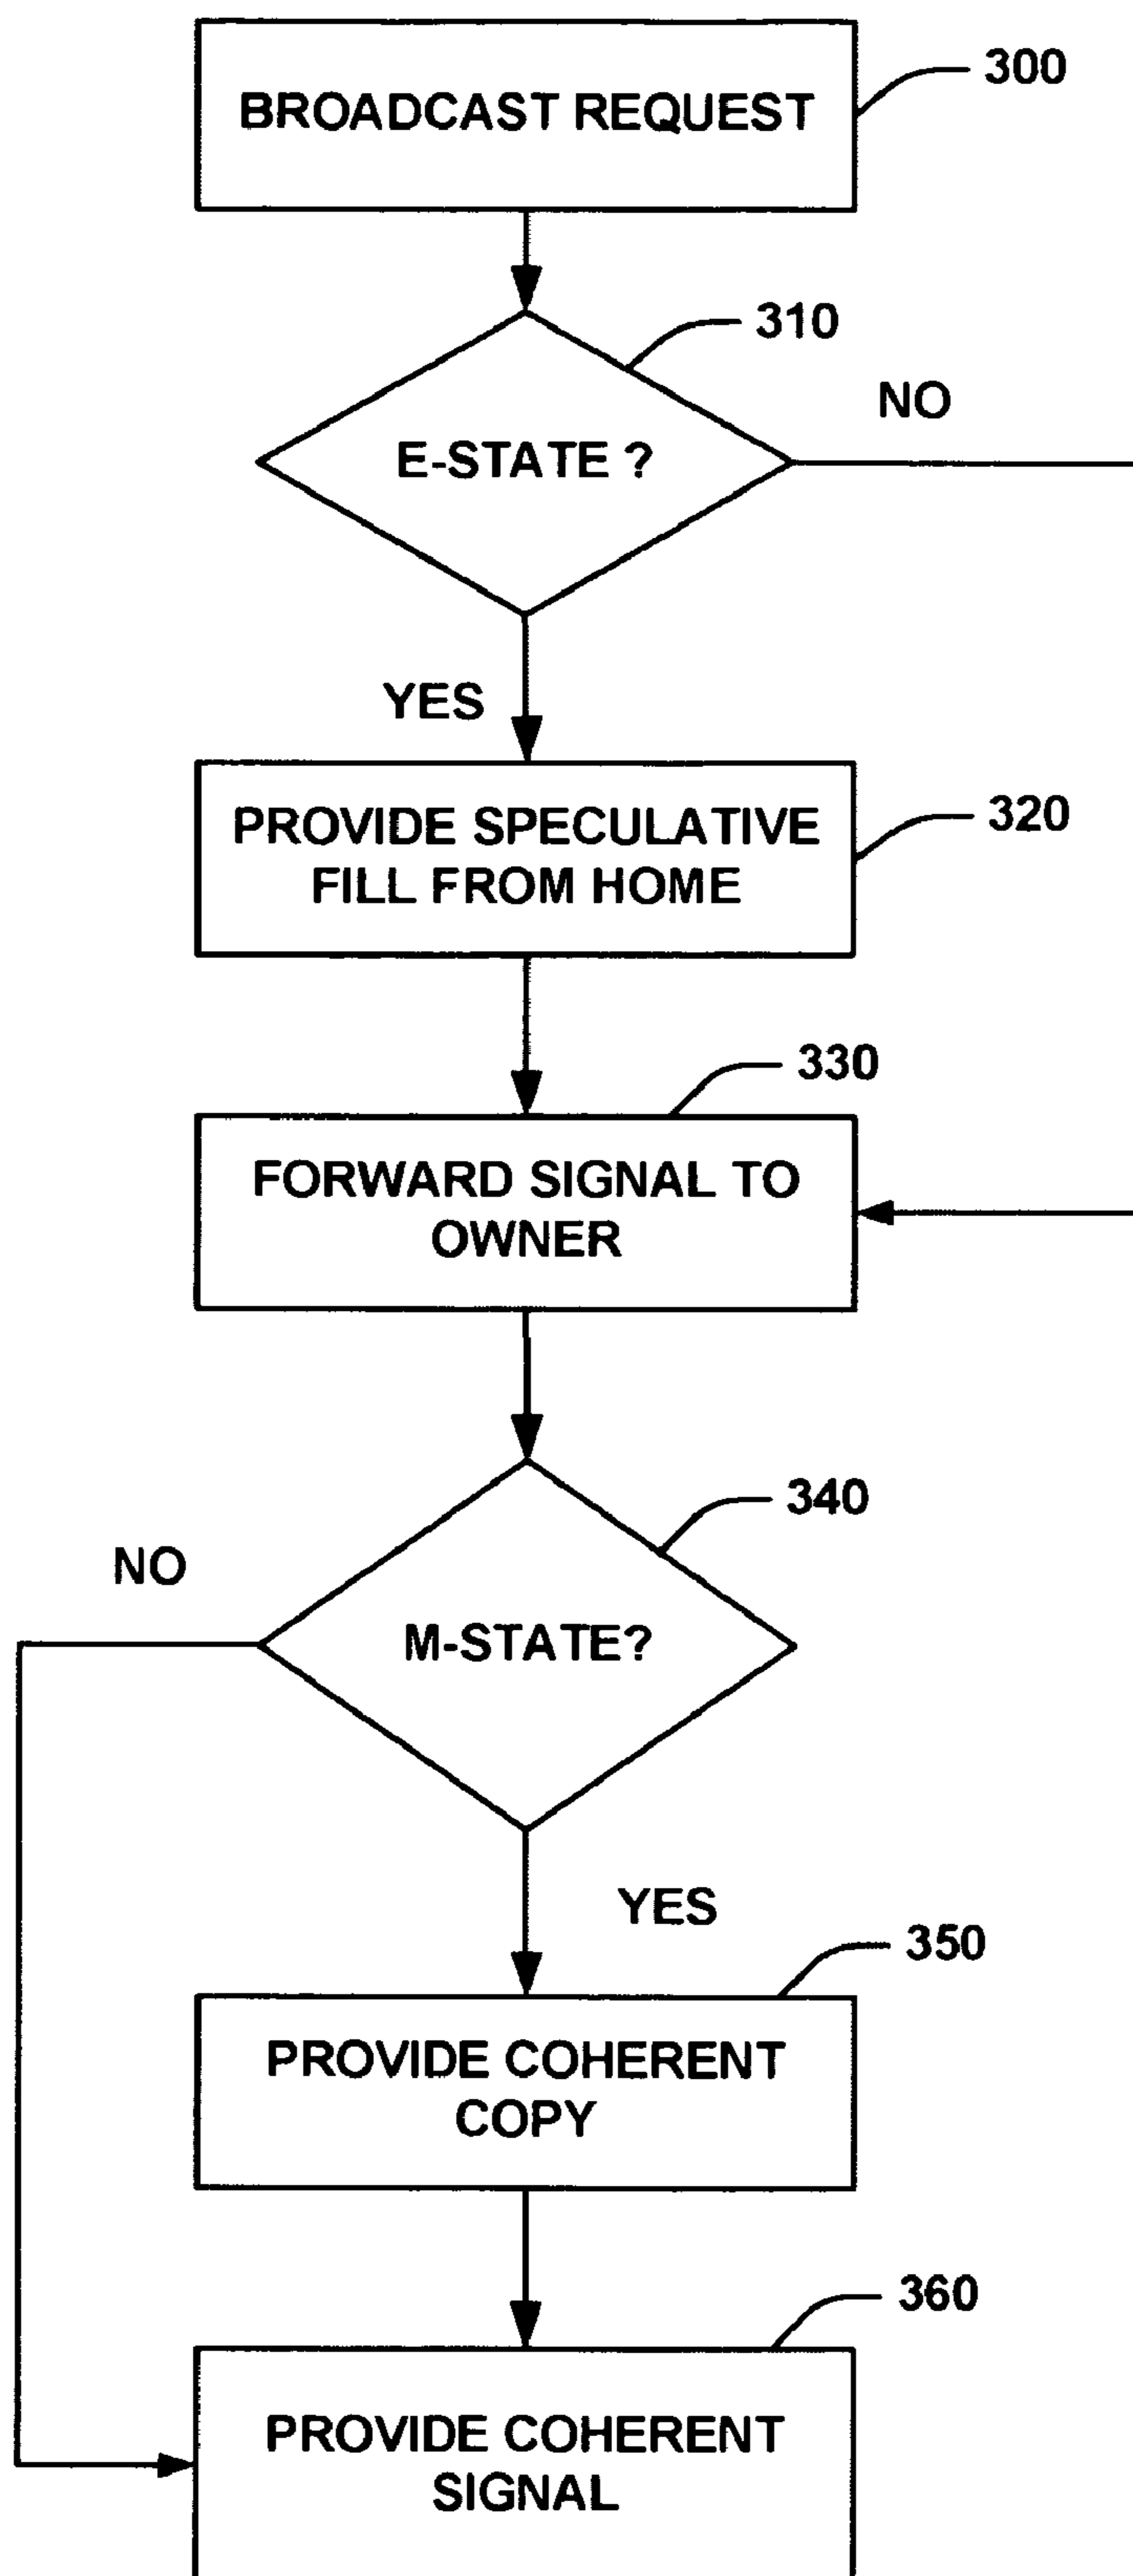 BROADCAST REQUEST
300
310
NO
E-STATE ?
YES
PROVIDE SPECULATIVE
FILL FROM HOME
320
330
FORWARD SIGNAL TO
OWNER
340
NO
M-STATE?
YES
350
PROVIDE COHERENT
COPY
360
PROVIDE COHERENT
SIGNAL